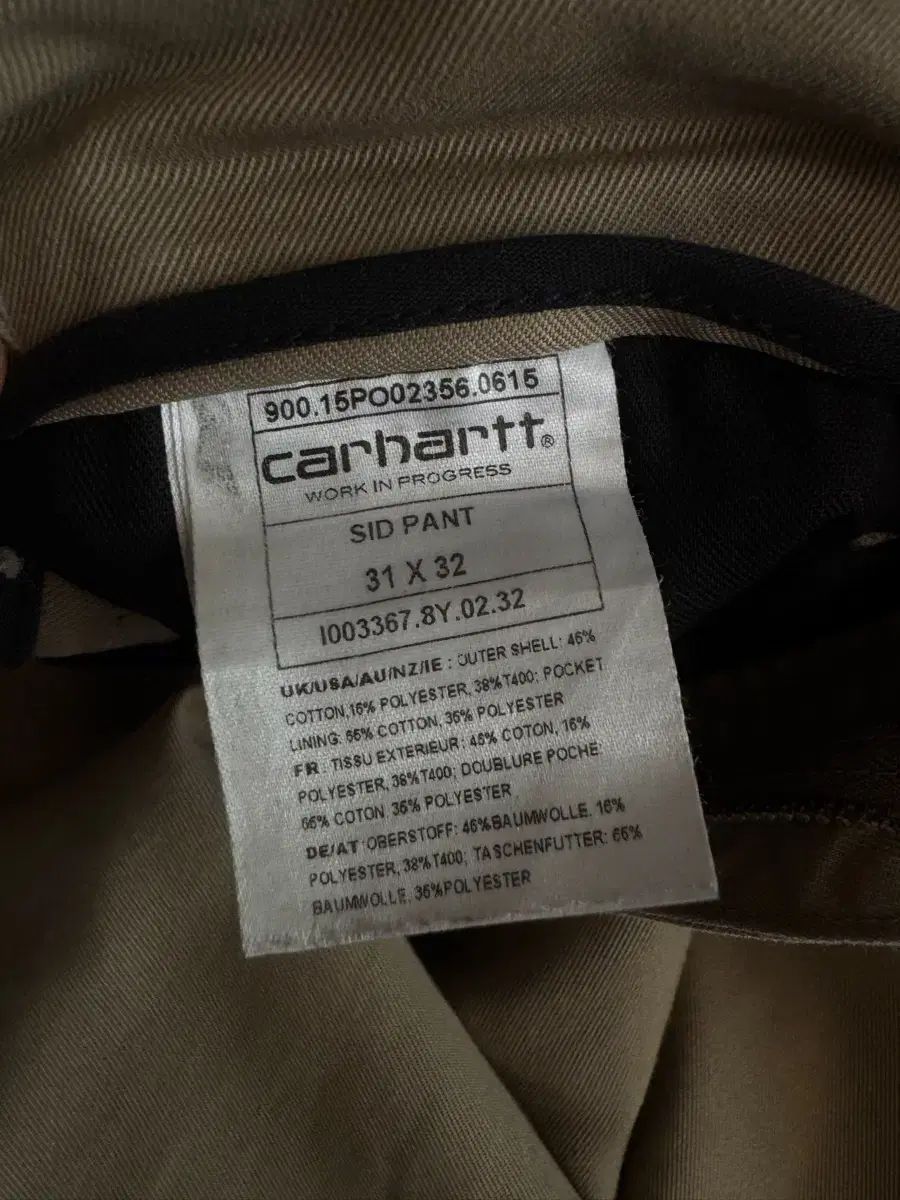 900.15PO02356.0615
carhartt®
WORK IN PROGRESS
SID PANT
31 X 32
I003367.8Y.02.32
UK/USA/AU/NZ/IE : OUTER SHELL: 46%
COTTON,16% POLYESTER, 38%T400; POCKET
LINING: 65% COTTON, 35% POLYESTER
FR : TISSU EXTERIEUR: 46% COTON, 16%
POLYESTER, 38%T400; DOUBLURE POCHE:
65% COTON, 35% POLYESTER
DE/AT :OBERSTOFF: 46%BAUMWOLLE, 16%
POLYESTER, 38%T400; TASCHENFUTTER: 65%
BAUMWOLLE, 35%POLYESTER